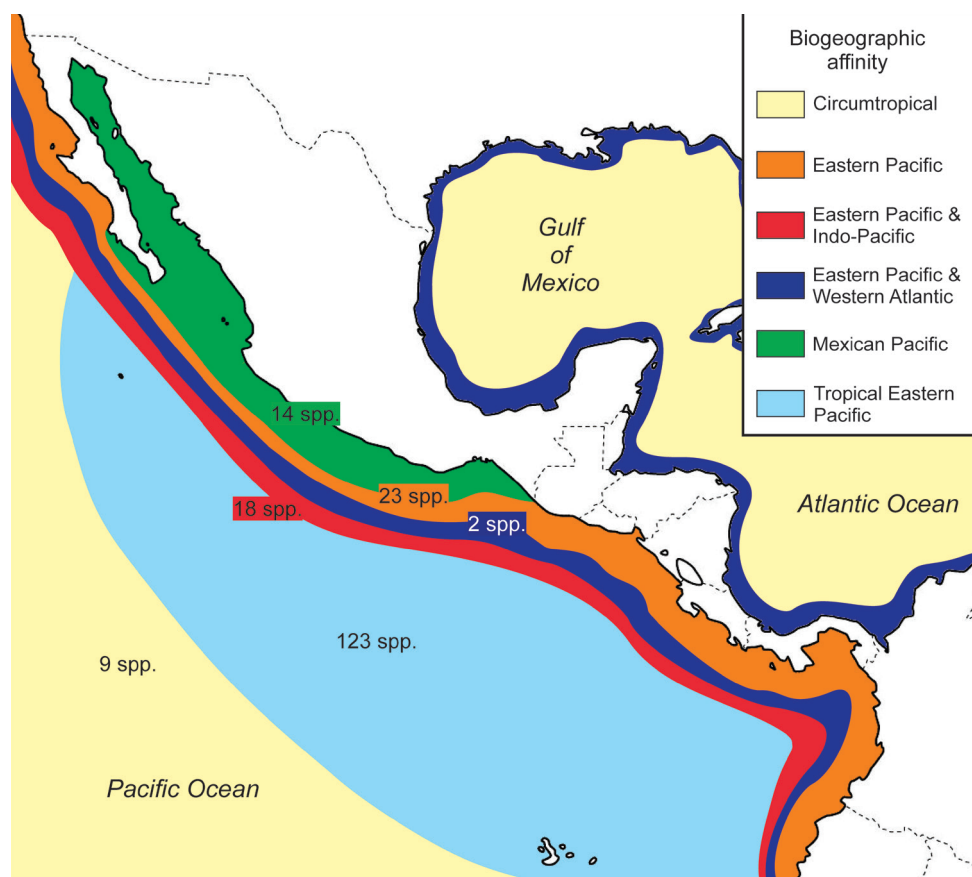 Biogeographic
affinity
Circumtropical
Eastern Pacific
Eastern Pacific &
Indo-Pacific
Eastern Pacific &
Western Atlantic
Mexican Pacific
Tropical Eastern
Pacific
Gulf
of
Mexico
Atlantic Ocean
14 spp.
23 spp.
18 spp.
2 spp.
123 spp.
9 spp.
Pacific Ocean